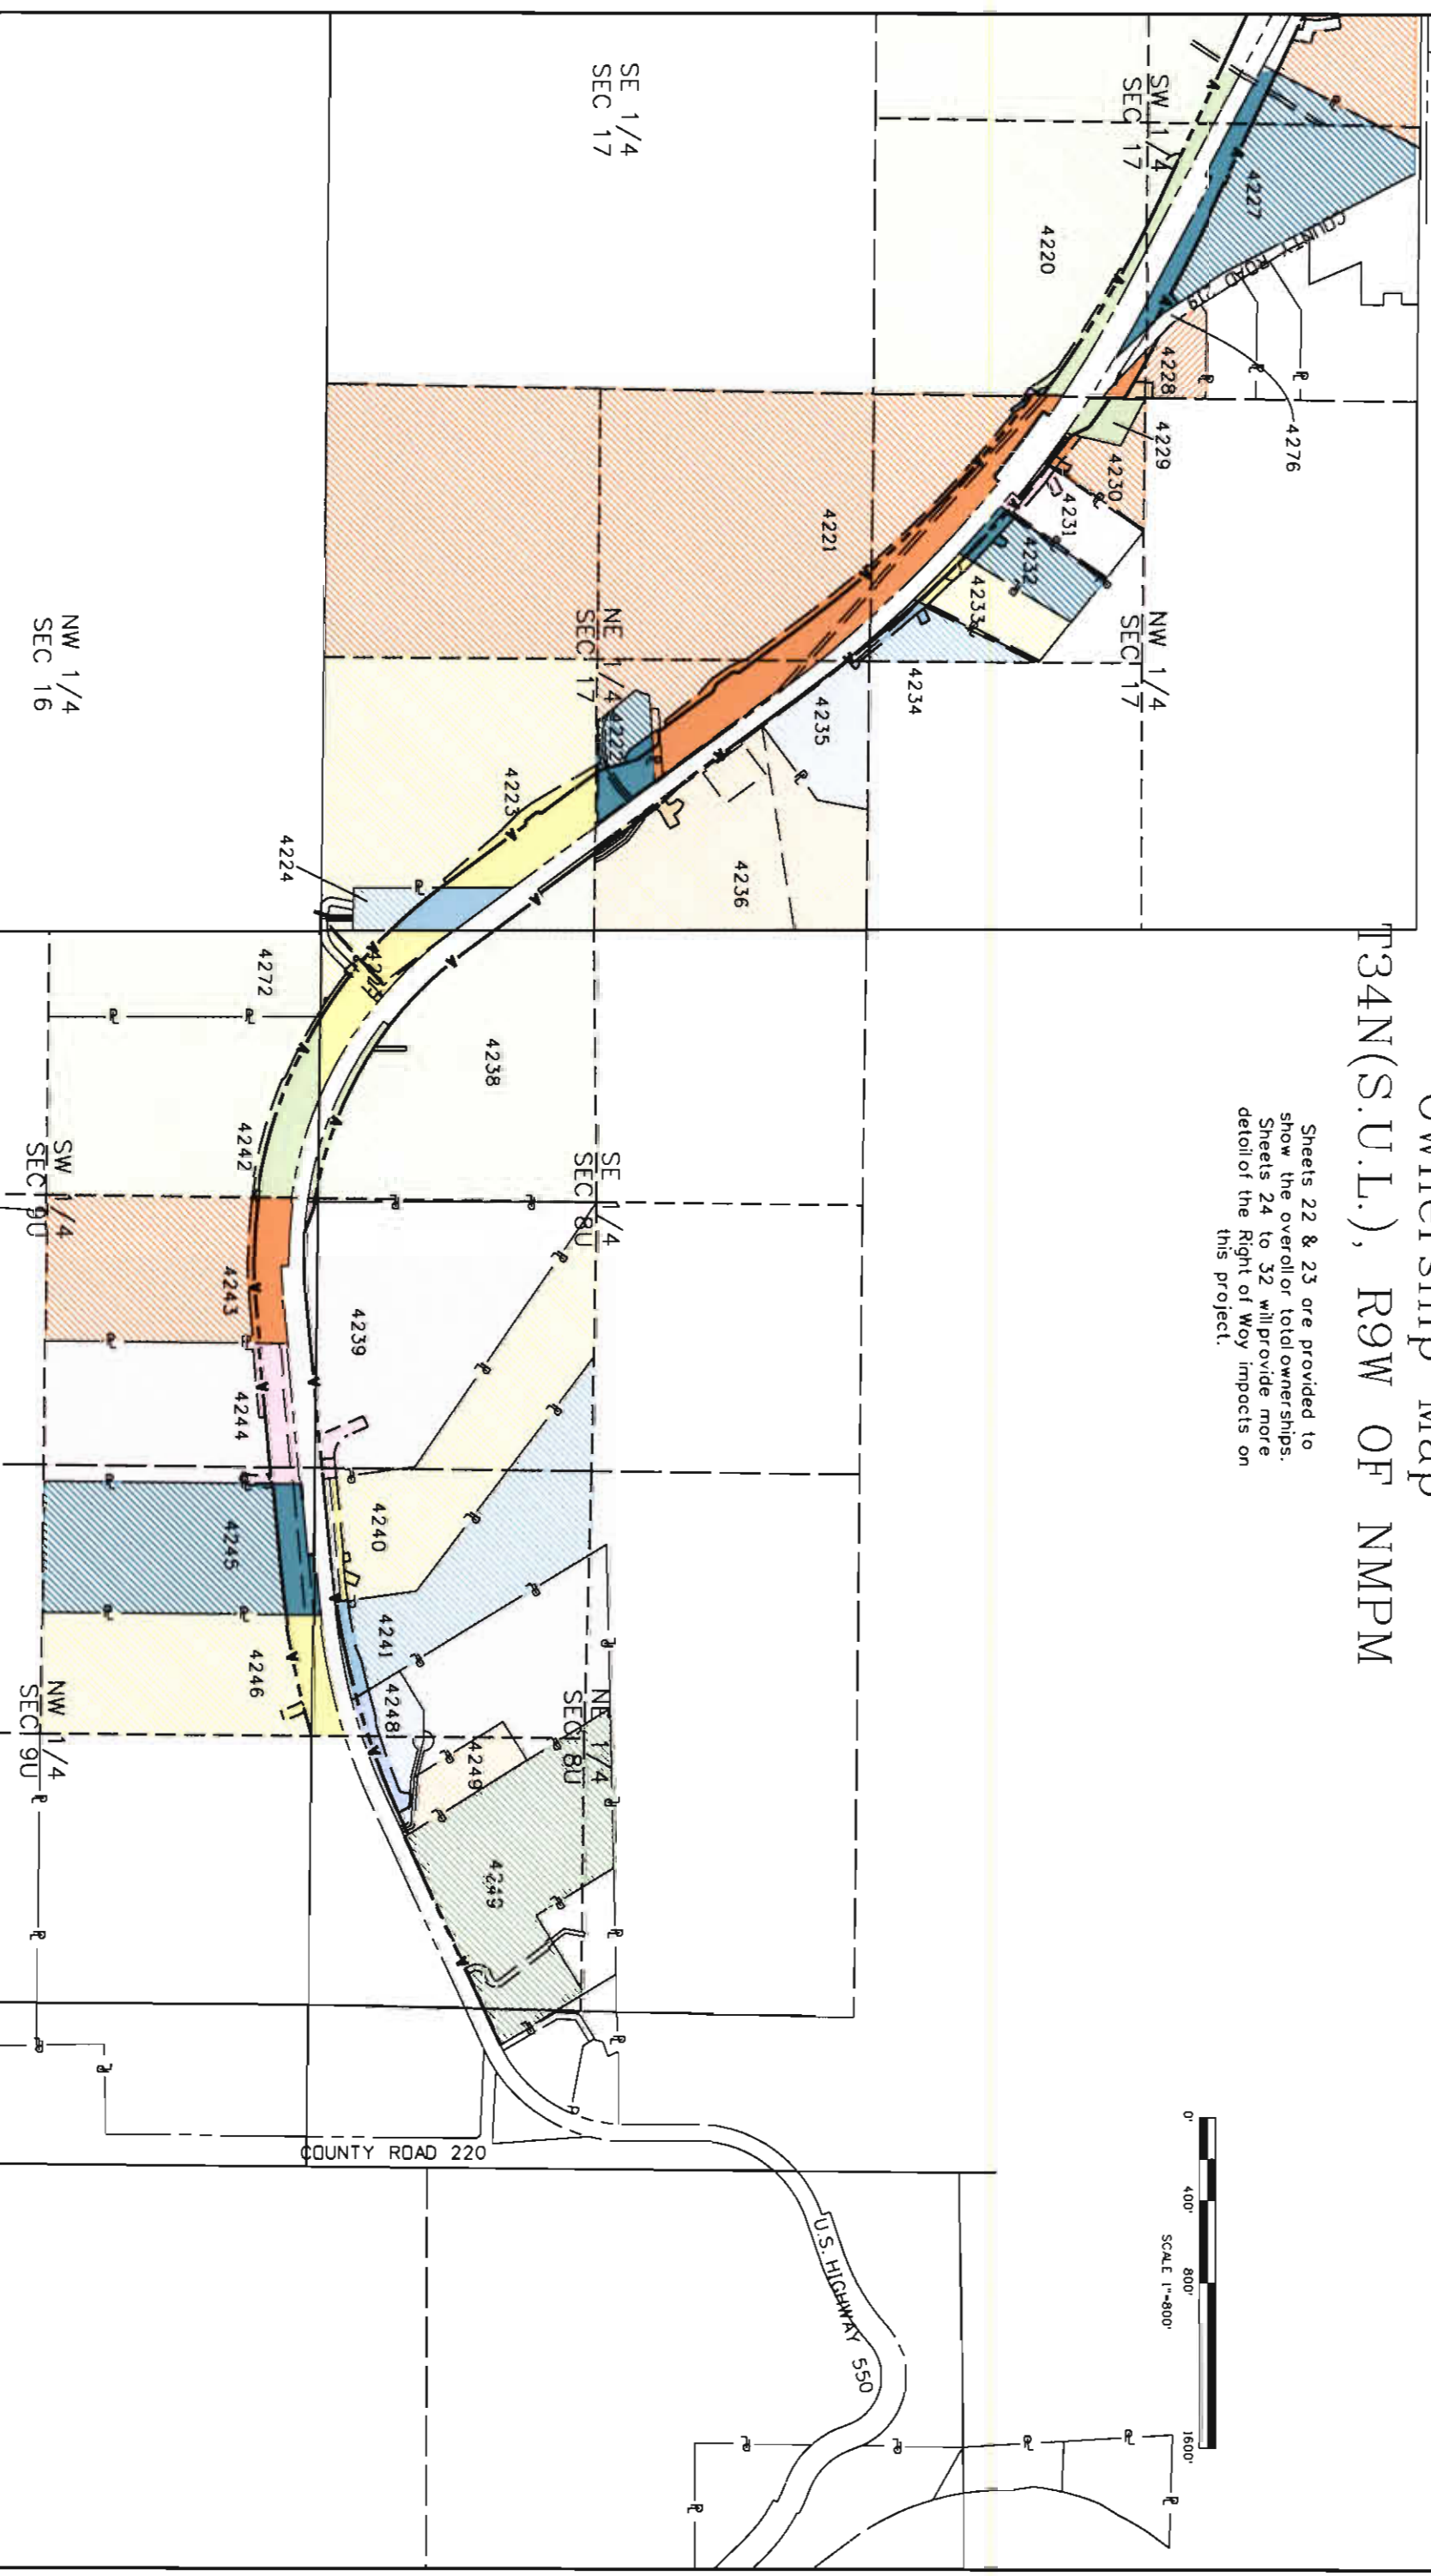 Ownership Map
T34N(S.U.L.), R9W OF NMPM
Sheets 22 & 23 are provided to
show the overall or total ownerships.
Sheets 24 to 32 will provide more
detail of the Right of Way impacts on
this project.
0'
400'
800'
1600'
SCALE 1"=800'
SW 1/4
SEC 17
SE 1/4
SEC 17
NW 1/4
SEC 17
NE 1/4
SEC 17
NW 1/4
SEC 16
SE 1/4
SEC 8U
NE 1/4
SEC 8U
SW 1/4
SEC 9U
NW 1/4
SEC 9U
COUNTY ROAD 219
COUNTY ROAD 220
U.S. HIGHWAY 550
4227
4220
4228
4276
4229
4230
4231
4232
4233
4234
4221
4235
4222
4236
4223
4224
4272
4238
4242
4243
4239
4244
4240
4245
4241
4246
4248
4249
4249